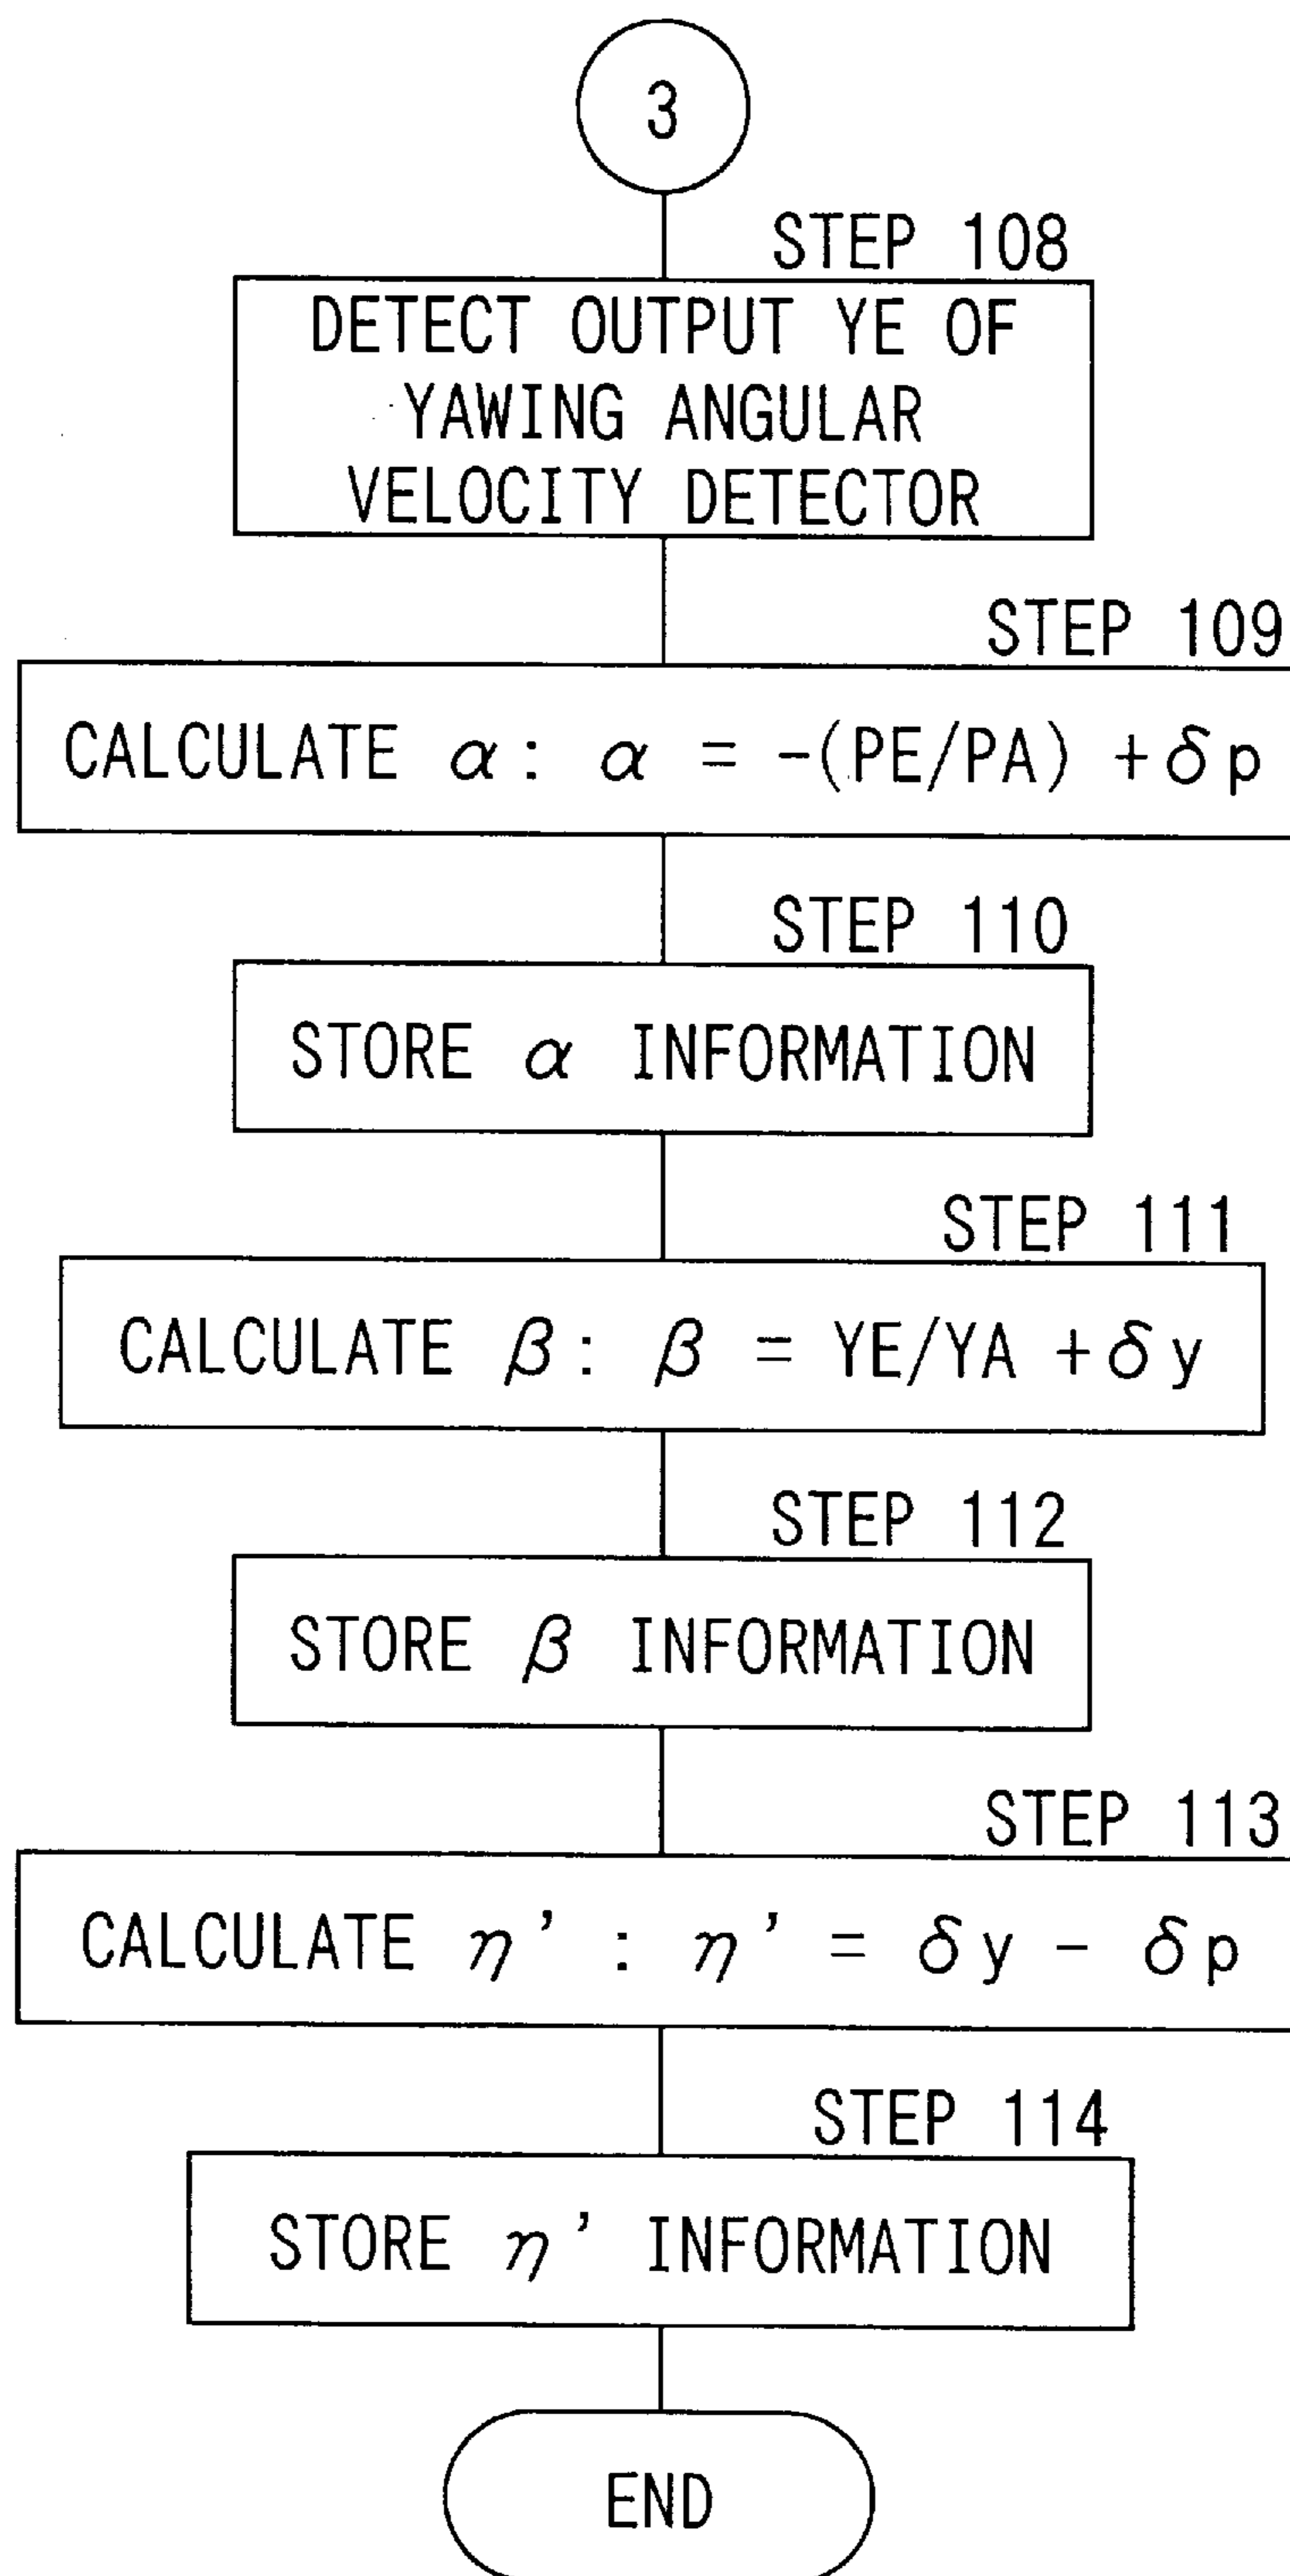 3
STEP 108
DETECT OUTPUT YE OF
YAWING ANGULAR
VELOCITY DETECTOR
STEP 109
CALCULATE α: α = -(PE/PA) +δp
STEP 110
STORE α INFORMATION
STEP 111
CALCULATE β: β = YE/YA +δy
STEP 112
STORE β INFORMATION
STEP 113
CALCULATE η' : η' = δy - δp
STEP 114
STORE η' INFORMATION
END